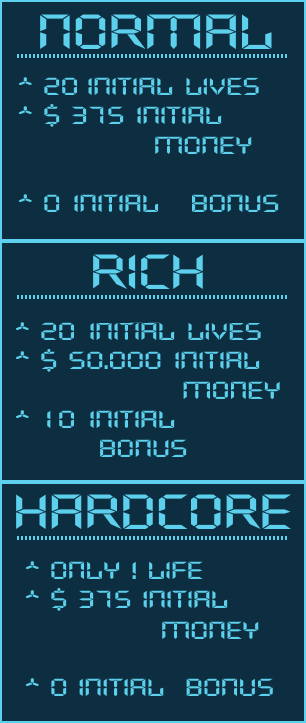 NORMAL
20 INITIAL LIVES
$ 375 INITIAL
MONEY
0 INITIAL BONUS
RICH
20 INITIAL LIVES
$ 50.000 INITIAL
MONEY
10 INITIAL
BONUS
HARDCORE
ONLY 1 LIFE
$ 375 INITIAL
MONEY
0 INITIAL BONUS